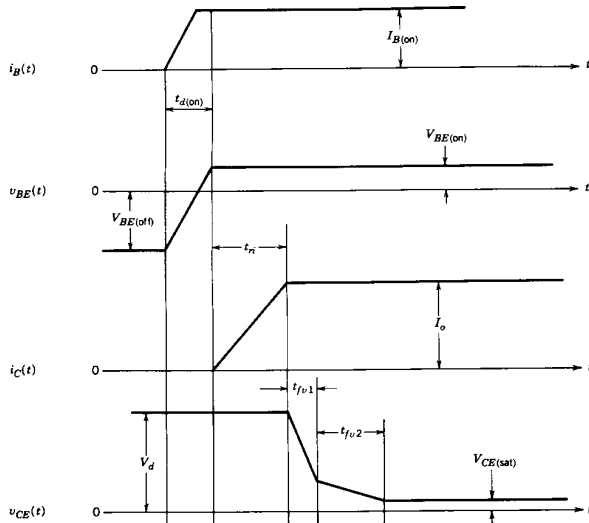 I_B(on)
i_B(t) 0 t
t_d(on)
V_BE(on)
v_BE(t) 0 t
V_BE(off)
t_ri
I_o
i_C(t) 0
t_fv1
t_fv2
V_d
V_CE(sat)
v_CE(t) 0